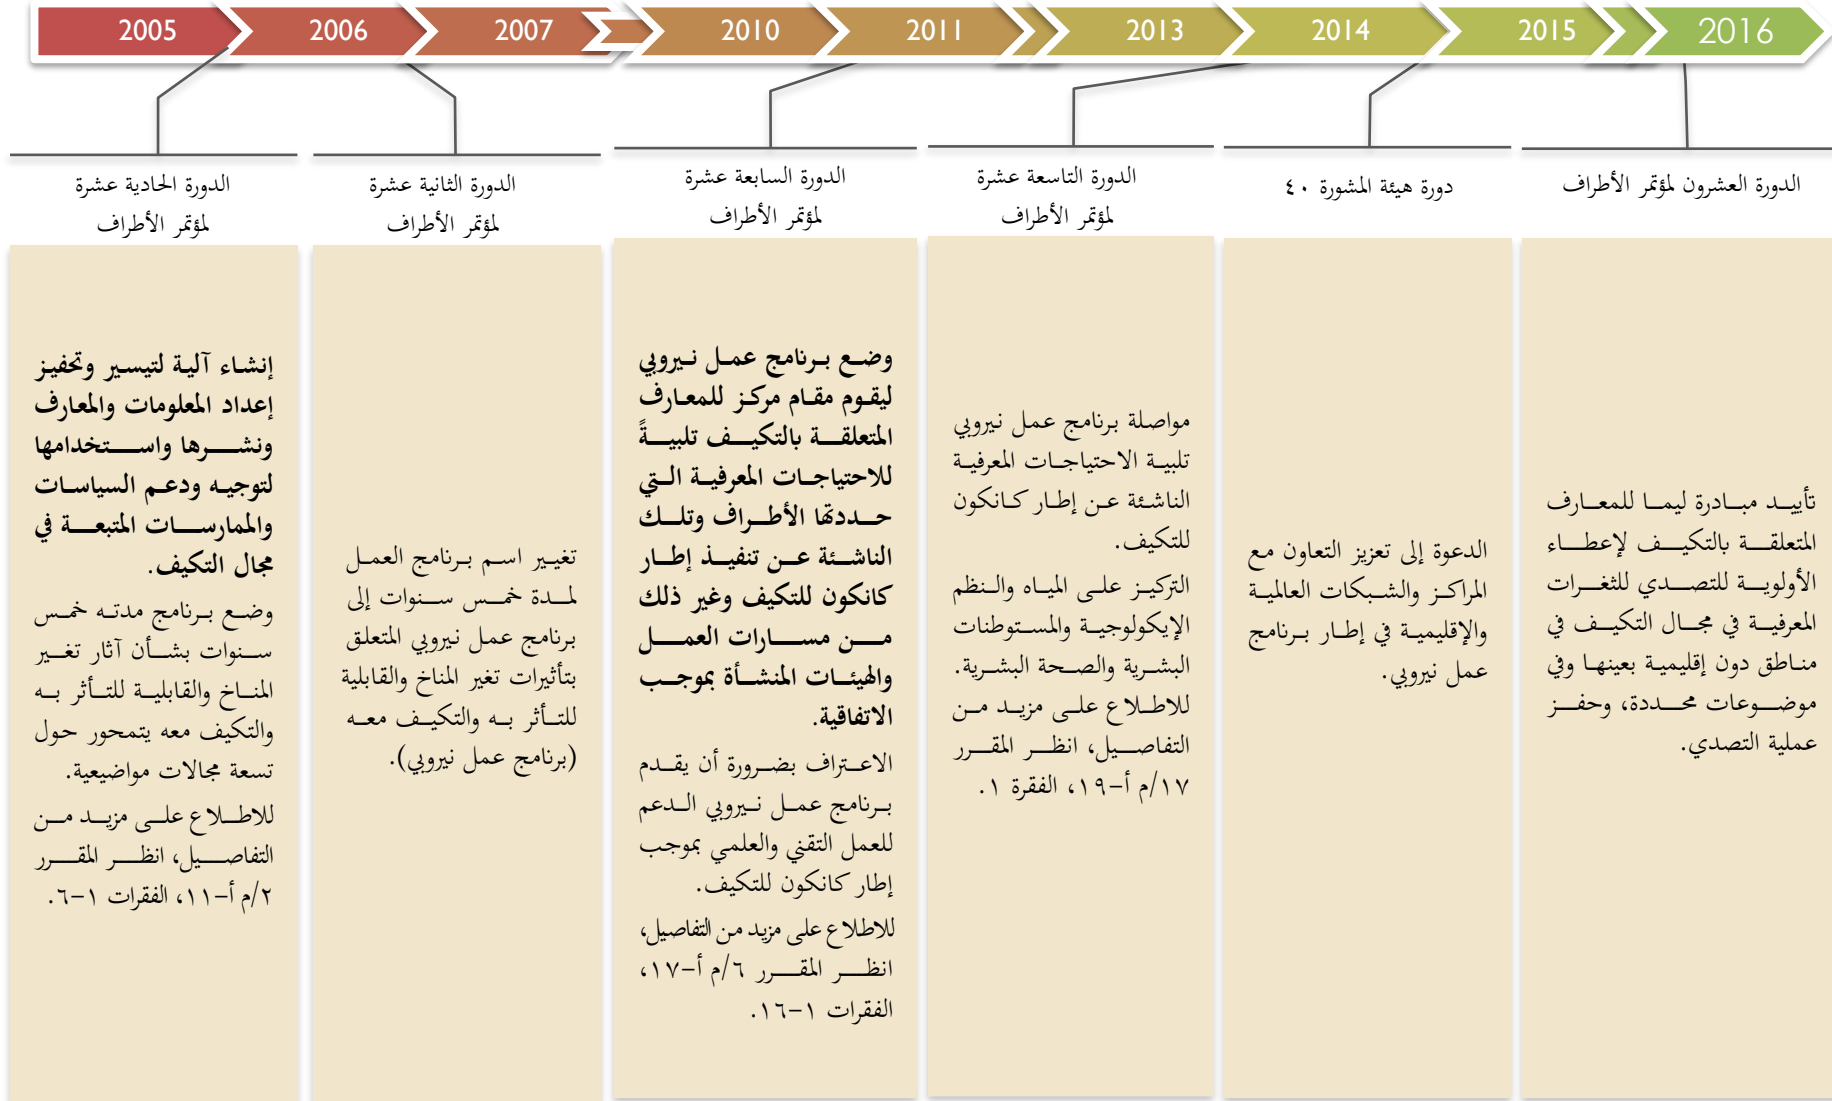 2005
2006
2007
2010
2011
2013
2014
2015
2016
الدورة الحادية عشرة
لمؤتمر الأطراف
إنشاء آلية لتيسير وتحفيز
إعداد المعلومات والمعارف
ونشرها واستخدامها
لتوجيه ودعم السياسات
والممارسات المتبعة في
مجال التكيف.
وضع برنامج مدته خمس
سنوات بشأن آثار تغير
المناخ والقابلية للتأثر به
والتكيف معه يتمحور حول
تسعة مجالات مواضيعية.
للاطلاع على مزيد من
التفاصيل، انظر المقرر
٢/م أ-١١، الفقرات ١-٦.
الدورة الثانية عشرة
لمؤتمر الأطراف
تغيير اسم برنامج العمل
لمدة خمس سنوات إلى
برنامج عمل نيروبي المتعلق
بتأثيرات تغير المناخ والقابلية
للتأثر به والتكيف معه
(برنامج عمل نيروبي).
الدورة السابعة عشرة
لمؤتمر الأطراف
وضع برنامج عمل نيروبي
ليقوم مقام مركز للمعارف
المتعلقة بالتكيف تلبيةً
للاحتياجات المعرفية التي
حددتها الأطراف وتلك
الناشئة عن تنفيذ إطار
كانكون للتكيف وغير ذلك
من مسارات العمل
والهيئات المنشأة بموجب
الاتفاقية.
الاعتراف بضرورة أن يقدم
برنامج عمل نيروبي الدعم
للعمل التقني والعلمي بموجب
إطار كانكون للتكيف.
للاطلاع على مزيد من التفاصيل،
انظر المقرر ٦/م أ-١٧،
الفقرات ١-١٦.
الدورة التاسعة عشرة
لمؤتمر الأطراف
مواصلة برنامج عمل نيروبي
تلبية الاحتياجات المعرفية
الناشئة عن إطار كانكون
للتكيف.
التركيز على المياه والنظم
الإيكولوجية والمستوطنات
البشرية والصحة البشرية.
للاطلاع على مزيد من
التفاصيل، انظر المقرر
١٧/م أ-١٩، الفقرة ١.
دورة هيئة المشورة ٤٠
الدعوة إلى تعزيز التعاون مع
المراكز والشبكات العالمية
والإقليمية في إطار برنامج
عمل نيروبي.
الدورة العشرون لمؤتمر الأطراف
تأييد مبادرة ليما للمعارف
المتعلقة بالتكيف لإعطاء
الأولوية للتصدي للثغرات
المعرفية في مجال التكيف في
مناطق دون إقليمية بعينها وفي
موضوعات محددة، وحفز
عملية التصدي.